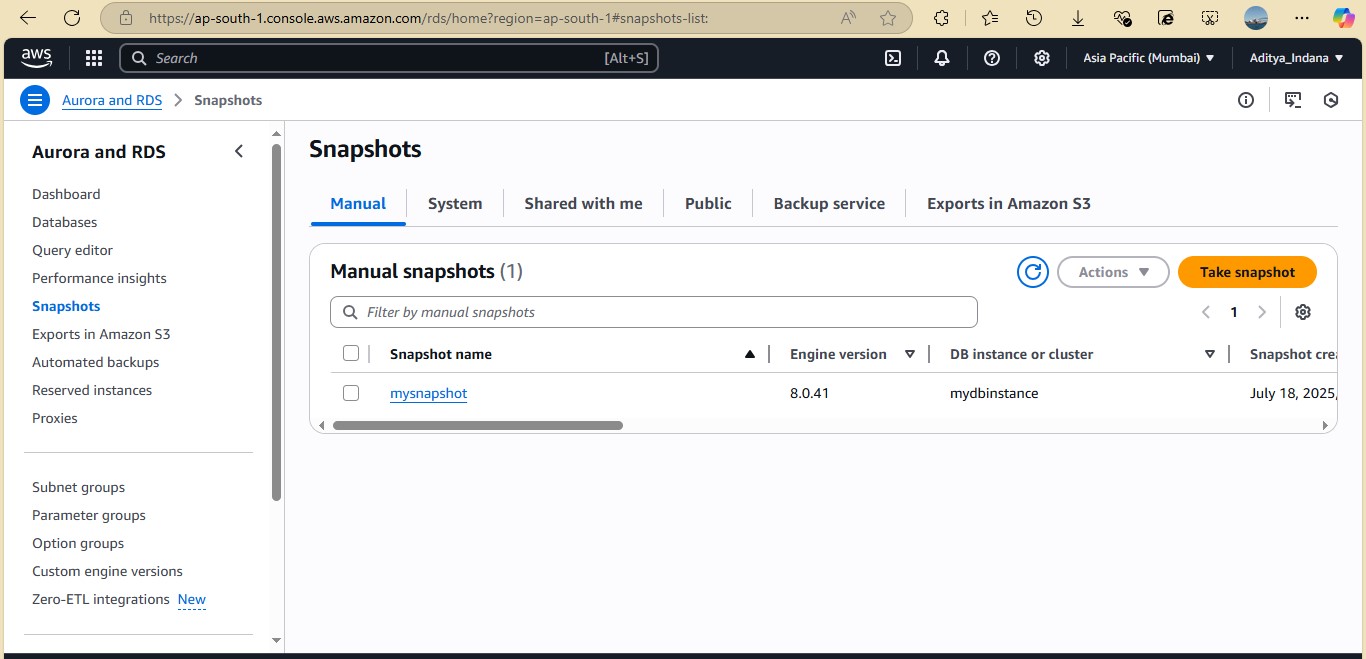 https://ap-south-1.console.aws.amazon.com/rds/home?region=ap-south-1#snapshots-list:
aws Search [Alt+S] Asia Pacific (Mumbai) Aditya_Indana
Aurora and RDS Snapshots
Aurora and RDS
Dashboard
Databases
Query editor
Performance insights
Snapshots
Exports in Amazon S3
Automated backups
Reserved instances
Proxies
Subnet groups
Parameter groups
Option groups
Custom engine versions
Zero-ETL integrations New
Snapshots
Manual System Shared with me Public Backup service Exports in Amazon S3
Manual snapshots (1) Actions Take snapshot
Filter by manual snapshots 1
Snapshot name Engine version DB instance or cluster Snapshot crea
mysnapshot 8.0.41 mydbinstance July 18, 2025,